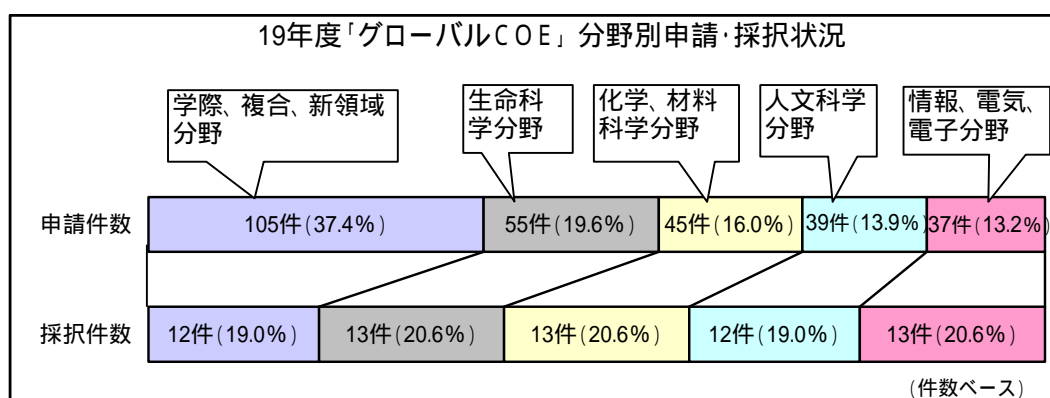 19年度「グローバルCOE」分野別申請・採択状況
学際、複合、新領域
分野
生命科
学分野
化学、材料
科学分野
人文科学
分野
情報、電気、
電子分野
申請件数
105件(37.4%)
55件(19.6%)
45件(16.0%)
39件(13.9%)
37件(13.2%)
採択件数
12件(19.0%)
13件(20.6%)
13件(20.6%)
12件(19.0%)
13件(20.6%)
(件数ベース)